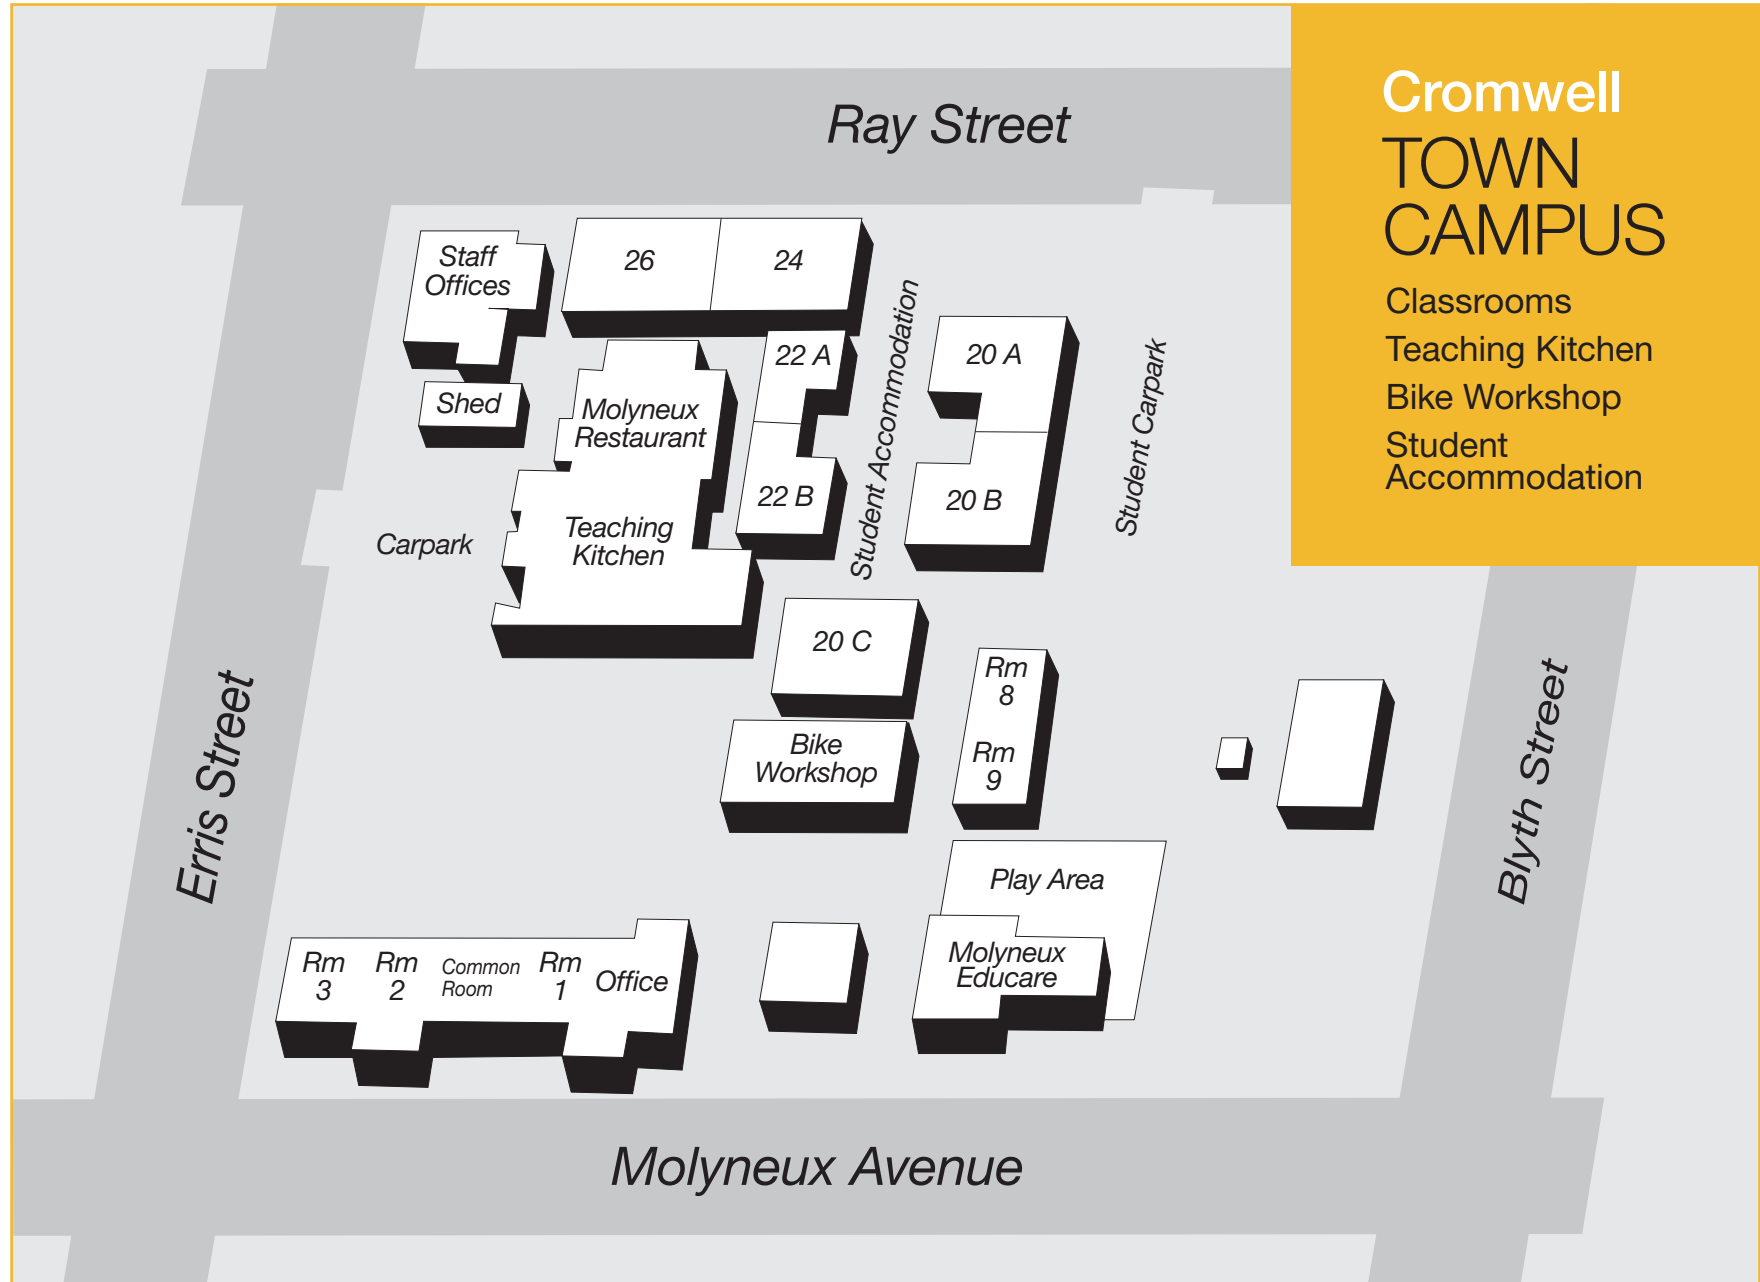 Ray Street
Cromwell
TOWN
CAMPUS
Classrooms
Teaching Kitchen
Bike Workshop
Student
Accommodation
Staff
Offices
26
24
Shed
Molyneux
Restaurant
22 A
22 B
Student Accommodation
20 A
20 B
Student Carpark
Carpark
Teaching
Kitchen
20 C
Rm
8
Rm
9
Bike
Workshop
Erris Street
Blyth Street
Play Area
Molyneux
Educare
Rm
3
Rm
2
Common
Room
Rm
1
Office
Molyneux Avenue